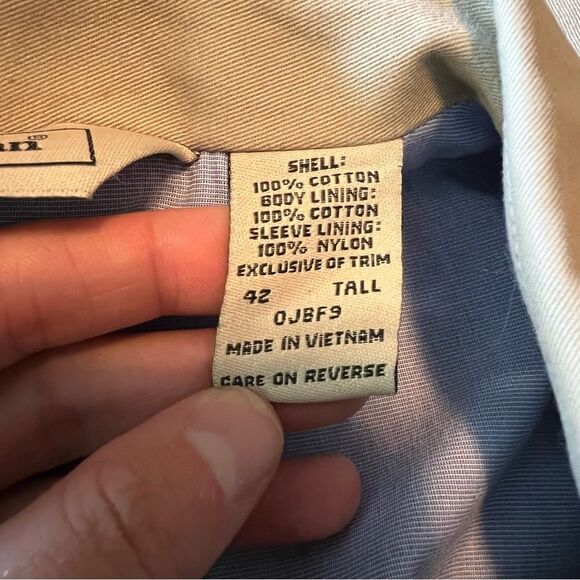 SHELL:
100% COTTON
BODY LINING:
100% COTTON
SLEEVE LINING:
100% NYLON
EXCLUSIVE OF TRIM
42 TALL
OJBF9
MADE IN VIETNAM
CARE ON REVERSE